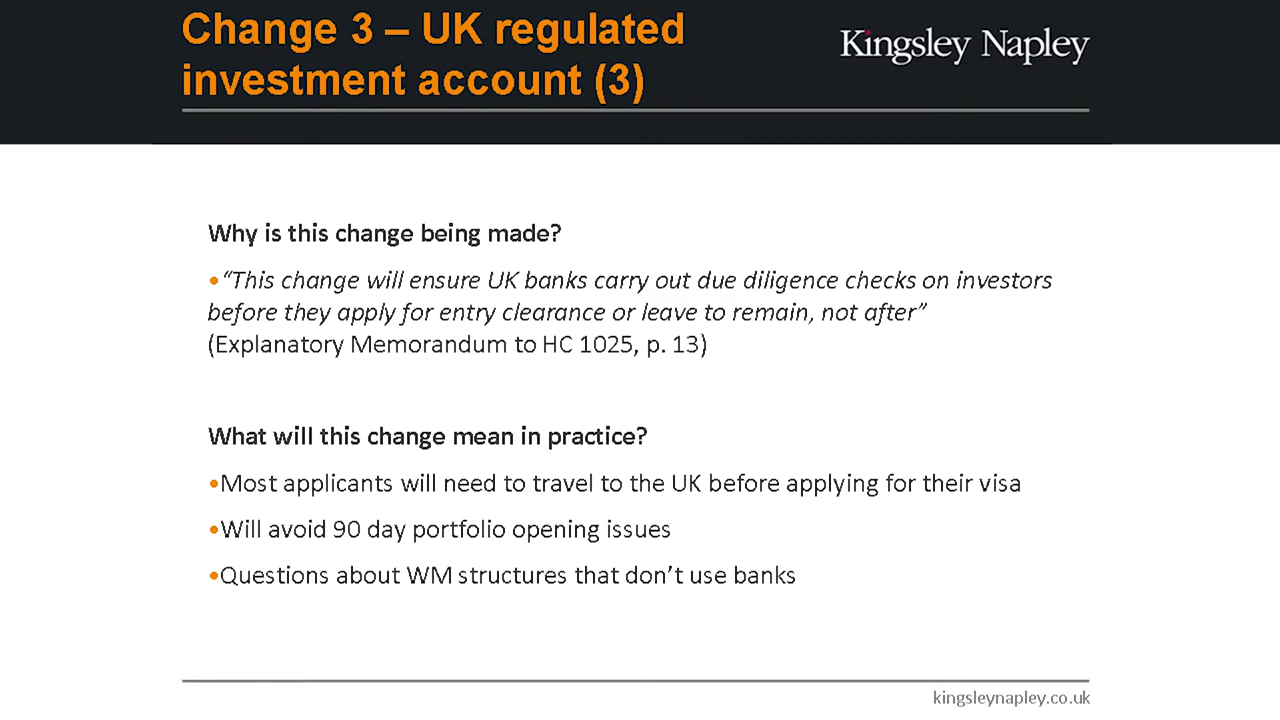 Change 3 – UK regulated
investment account (3)
Kingsley Napley
Why is this change being made?
•“This change will ensure UK banks carry out due diligence checks on investors
before they apply for entry clearance or leave to remain, not after”
(Explanatory Memorandum to HC 1025, p. 13)
What will this change mean in practice?
•Most applicants will need to travel to the UK before applying for their visa
•Will avoid 90 day portfolio opening issues
•Questions about WM structures that don’t use banks
kingsleynapley.co.uk